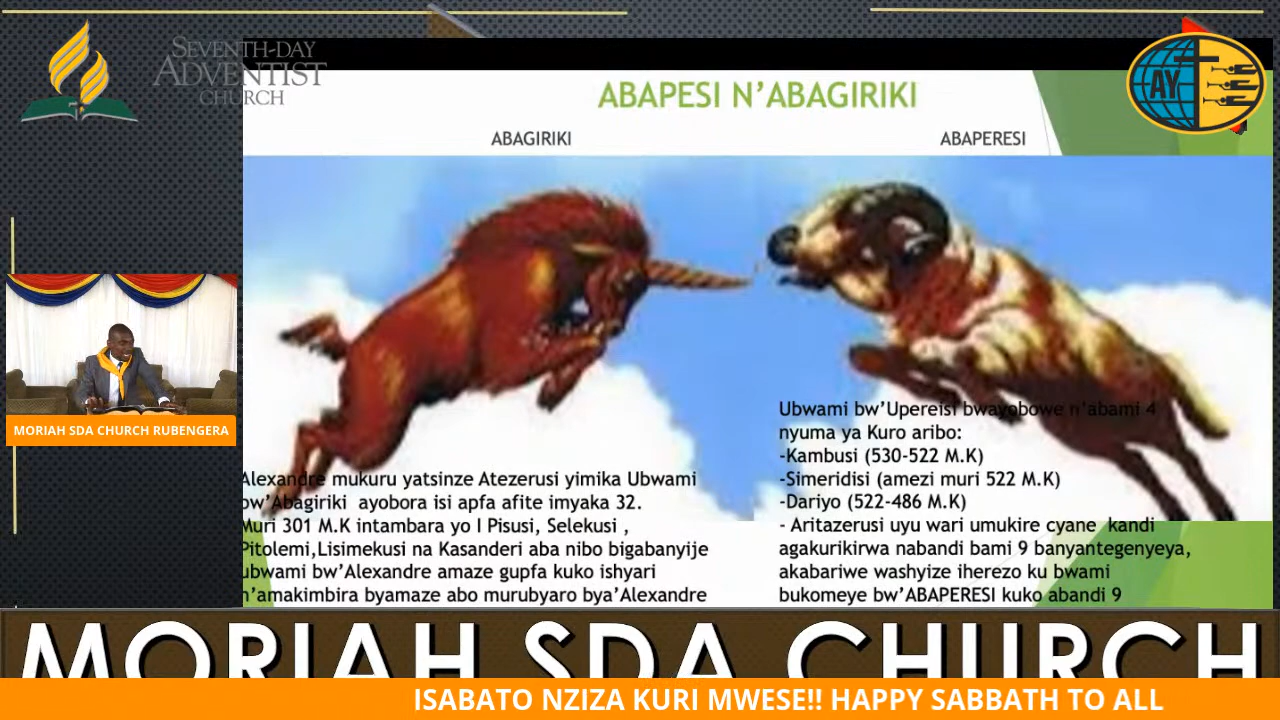 SEVENTH-DAY
ADVENTIST
CHURCH
AY
ABAPESI N’ABAGIRIKI
ABAGIRIKI
ABAPERESI
Alexandre mukuru yatsinze Atezerusi yimika Ubwami
bw’Abagiriki ayobora isi apfa afite imyaka 32.
Muri 301 M.K intambara yo I Pisusi, Selekusi ,
Pitolemi,Lisimekusi na Kasanderi aba nibo bigabanyije
ubwami bw’Alexandre amaze gupfa kuko ishyari
n’amakimbira byamaze abo murubyaro bya’Alexandre
Ubwami bw’Upereisi bwayobowe n’abami 4
nyuma ya Kuro aribo:
-Kambusi (530-522 M.K)
-Simeridisi (amezi muri 522 M.K)
-Dariyo (522-486 M.K)
- Aritazerusi uyu wari umukire cyane kandi
agakurikirwa nabandi bami 9 banyantegenyeya,
akabariwe washyize iherezo ku bwami
bukomeye bw’ABAPERESI kuko abandi 9
MORIAH SDA CHURCH RUBENGERA
MORIAH SDA CHURCH
ISABATO NZIZA KURI MWESE!! HAPPY SABBATH TO ALL